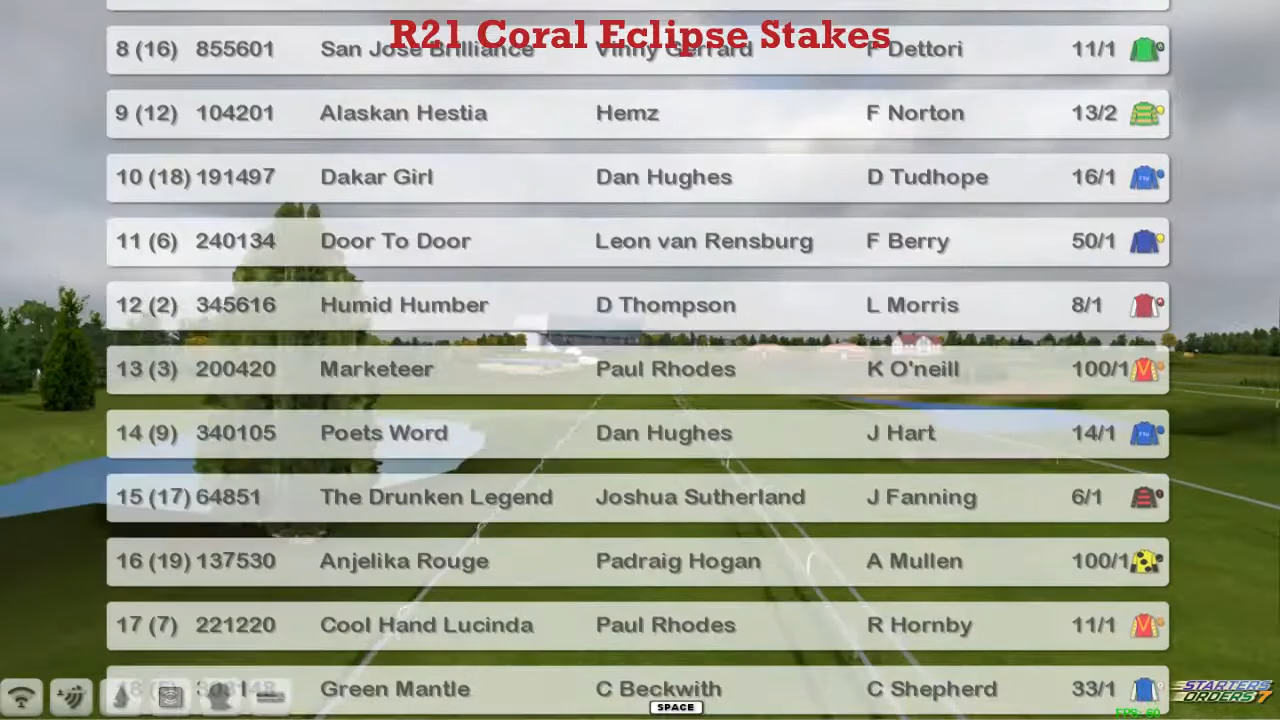 R21 Coral Eclipse Stakes
8 (16) 855601 San Jose Brilliance Vinny Gerrard F Dettori 11/1
9 (12) 104201 Alaskan Hestia Hemz F Norton 13/2
10 (18) 191497 Dakar Girl Dan Hughes D Tudhope 16/1
11 (6) 240134 Door To Door Leon van Rensburg F Berry 50/1
12 (2) 345616 Humid Humber D Thompson L Morris 8/1
13 (3) 200420 Marketeer Paul Rhodes K O'neill 100/1
14 (9) 340105 Poets Word Dan Hughes J Hart 14/1
15 (17) 64851 The Drunken Legend Joshua Sutherland J Fanning 6/1
16 (19) 137530 Anjelika Rouge Padraig Hogan A Mullen 100/1
17 (7) 221220 Cool Hand Lucinda Paul Rhodes R Hornby 11/1
Green Mantle C Beckwith C Shepherd 33/1
SPACE
STARTERS
ORDERS 7
FPS: 60